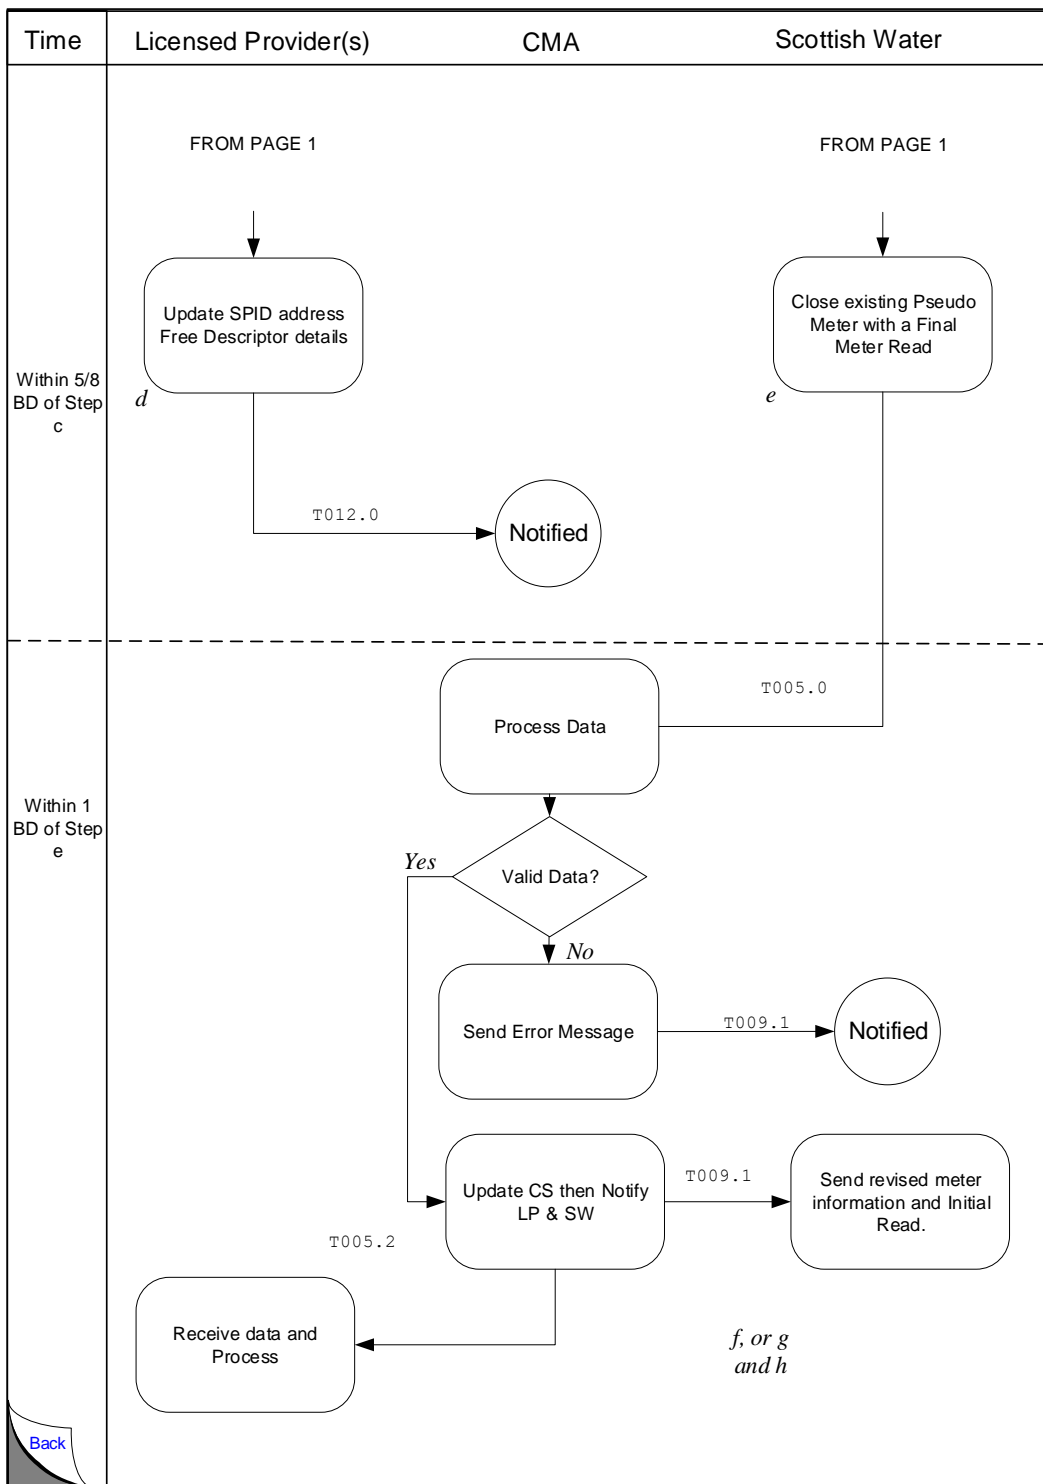 Time
Licensed Provider(s)
CMA
Scottish Water
FROM PAGE 1
FROM PAGE 1
Update SPID address
Free Descriptor details
Close existing Pseudo
Meter with a Final
Meter Read
Within 5/8
BD of Step
c
d
e
T012.0
Notified
T005.0
Process Data
Within 1
BD of Step
e
Yes
Valid Data?
No
Send Error Message
T009.1
Notified
Update CS then Notify
LP & SW
T009.1
Send revised meter
information and Initial
Read.
T005.2
Receive data and
Process
f, or g
and h
Back